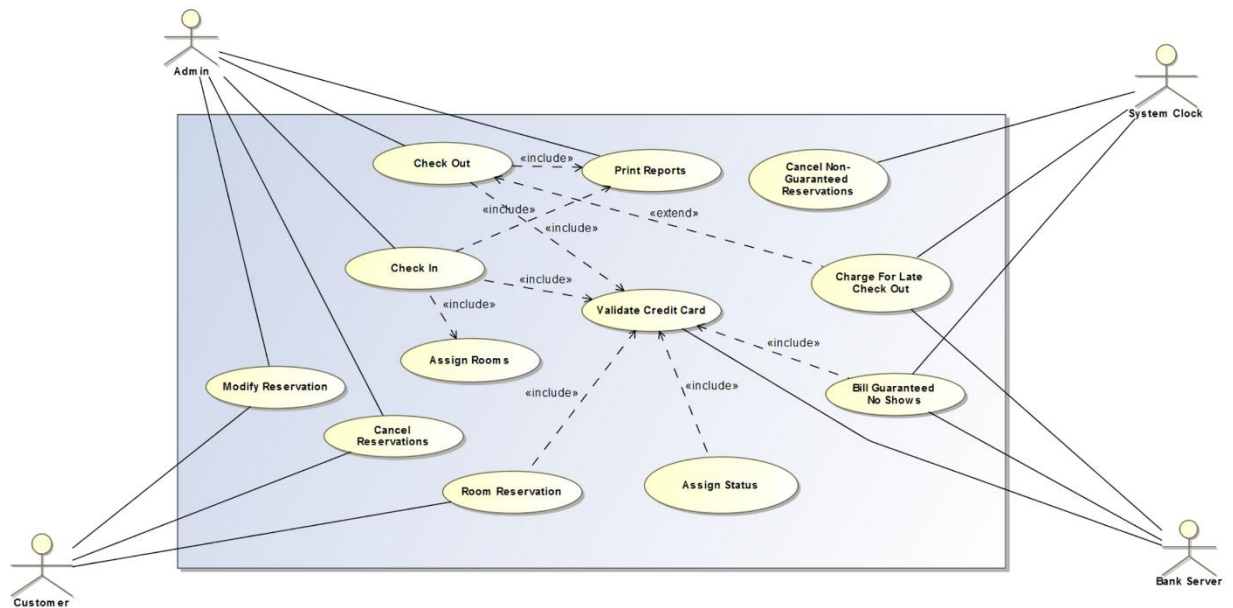 Admin
System Clock
Check Out
«include»
Print Reports
Cancel Non-
Guaranteed
Reservations
«include»
«include»
«extend»
Check In
«include»
Charge For Late
Check Out
«include»
Validate Credit Card
«include»
Assign Rooms
Modify Reservation
«include»
«include»
Bill Guaranteed
No Shows
Cancel
Reservations
Room Reservation
Assign Status
Customer
Bank Server